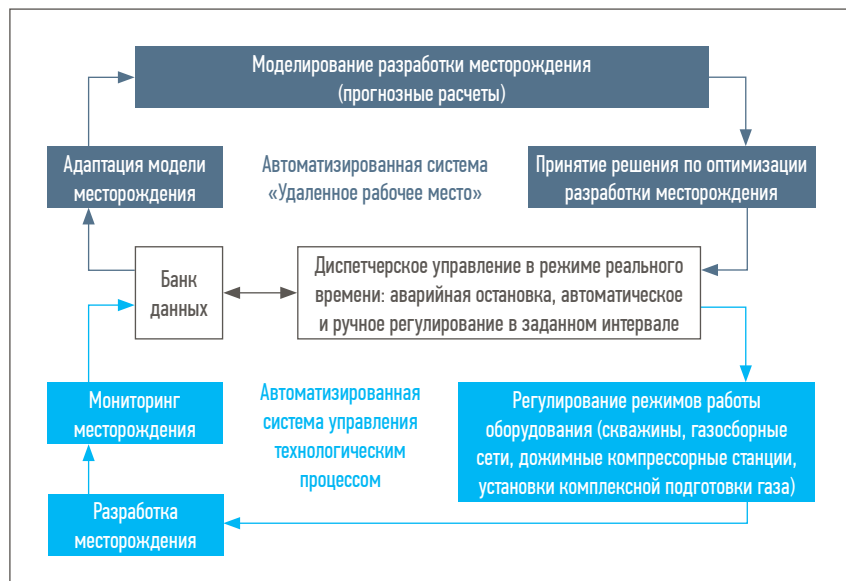 Моделирование разработки месторождения
(прогнозные расчеты)
Адаптация модели
месторождения
Автоматизированная система
«Удаленное рабочее место»
Принятие решения по оптимизации
разработки месторождения
Банк
данных
Диспетчерское управление в режиме реального
времени: аварийная остановка, автоматическое
и ручное регулирование в заданном интервале
Мониторинг
месторождения
Автоматизированная
система управления
технологическим
процессом
Регулирование режимов работы
оборудования (скважины, газосборные
сети, дожимные компрессорные станции,
установки комплексной подготовки газа)
Разработка
месторождения